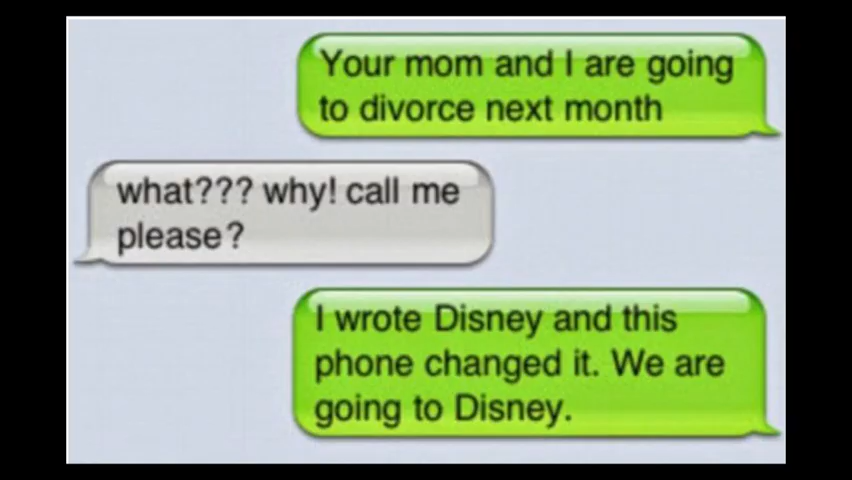 Your mom and I are going
to divorce next month
what??? why! call me
please?
I wrote Disney and this
phone changed it. We are
going to Disney.